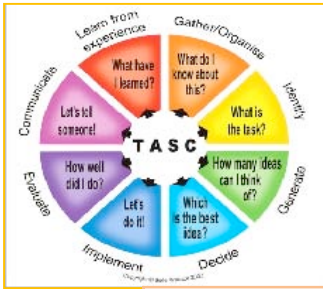 Gather/Organise
What do I
know about
this?
Identify
What is
the task?
Generate
How many ideas
can I think
of?
Decide
Which
is the best
idea?
Implement
Let's
do it!
Evaluate
How well
did I do?
Communicate
Let's tell
someone!
Learn from
experience
What have
I learned?
TASC